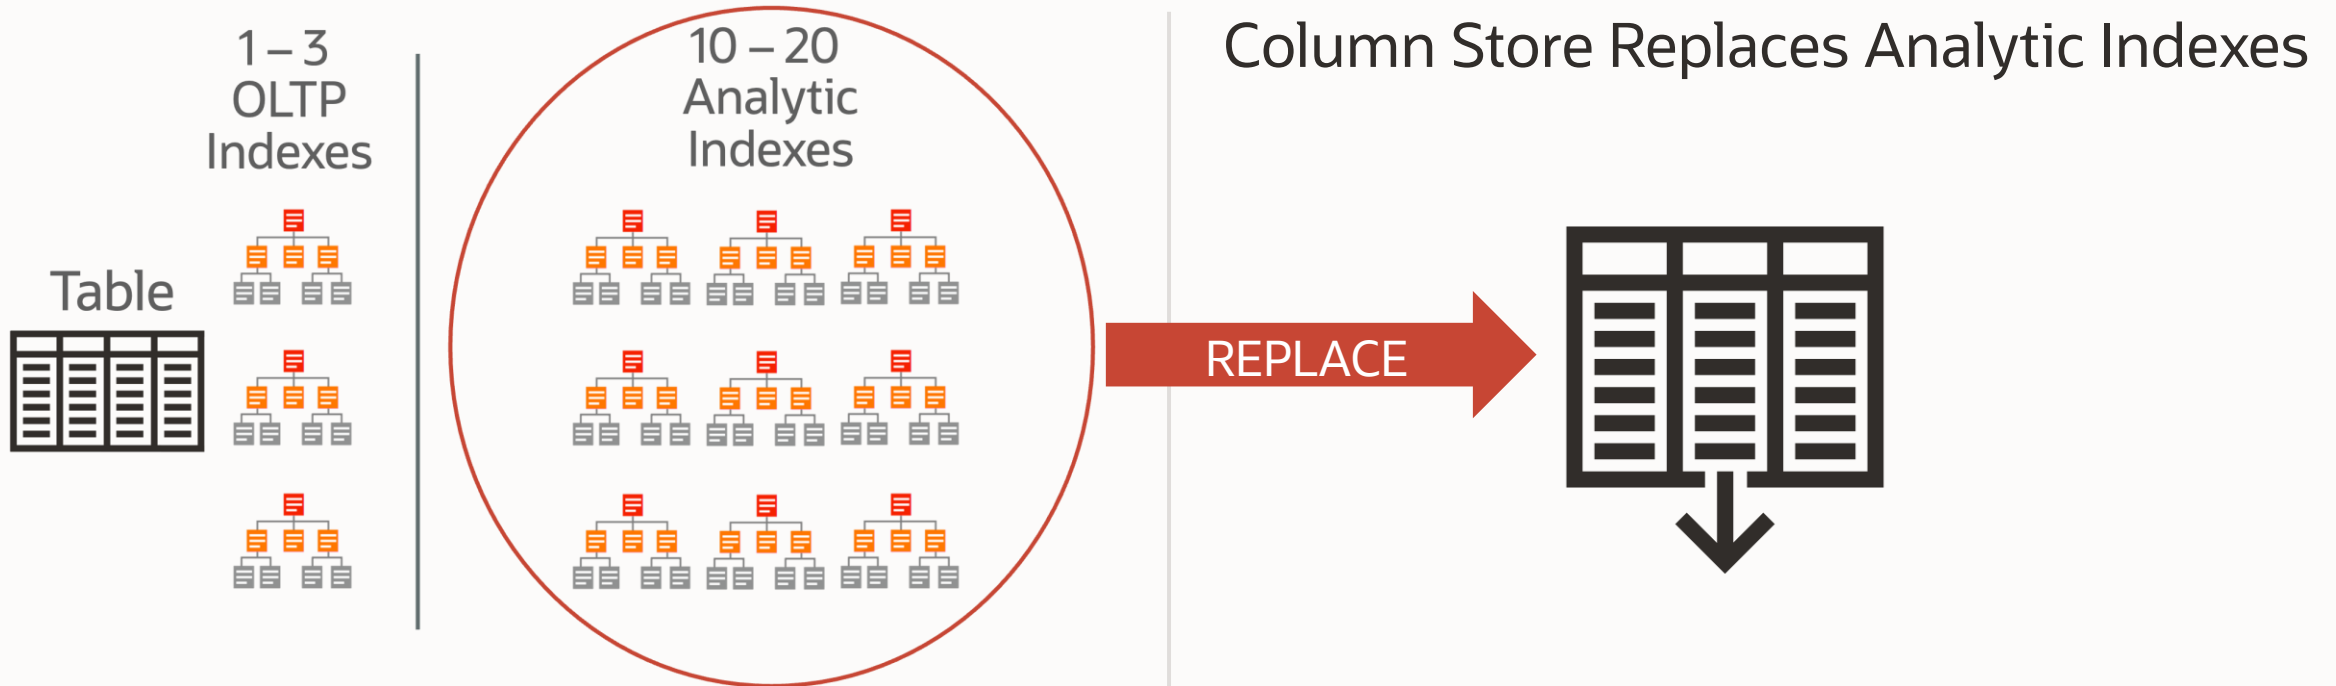 1 – 3
OLTP
Indexes
Table
10 – 20
Analytic
Indexes
REPLACE
Column Store Replaces Analytic Indexes